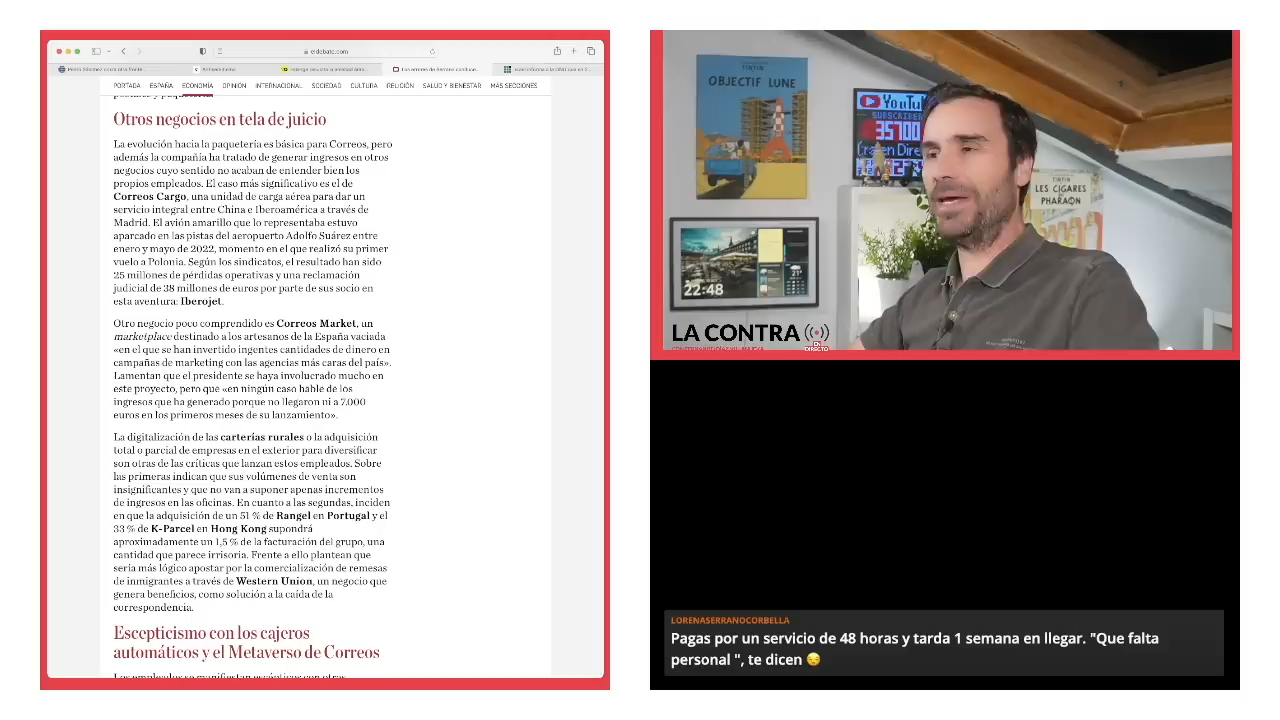 eldebate.com
PORTADA ESPAÑA ECONOMÍA OPINIÓN INTERNACIONAL SOCIEDAD CULTURA RELIGIÓN SALUD Y BIENESTAR MÁS SECCIONES
Otros negocios en tela de juicio
La evolución hacia la paquetería es básica para Correos, pero
además la compañía ha tratado de generar ingresos en otros
negocios cuyo sentido no acaban de entender bien los
propios empleados. El caso más significativo es el de
Correos Cargo, una unidad de carga aérea para dar un
servicio integral entre China e Iberoamérica a través de
Madrid. El avión amarillo que lo representaba estuvo
aparcado en las pistas del aeropuerto Adolfo Suárez entre
enero y mayo de 2022, momento en el que realizó su primer
vuelo a Polonia. Según los sindicatos, el resultado han sido
25 millones de pérdidas operativas y una reclamación
judicial de 38 millones de euros por parte de sus socio en
esta aventura: Iberojet.
Otro negocio poco comprendido es Correos Market, un
marketplace destinado a los artesanos de la España vaciada
«en el que se han invertido ingentes cantidades de dinero en
campañas de marketing con las agencias más caras del país».
Lamentan que el presidente se haya involucrado mucho en
este proyecto, pero que «en ningún caso hable de los
ingresos que ha generado porque no llegaron ni a 7.000
euros en los primeros meses de su lanzamiento».
La digitalización de las carterías rurales o la adquisición
total o parcial de empresas en el exterior para diversificar
son otras de las críticas que lanzan estos empleados. Sobre
las primeras indican que sus volúmenes de venta son
insignificantes y que no van a suponer apenas incrementos
de ingresos en las oficinas. En cuanto a las segundas, inciden
en que la adquisición de un 51 % de Rangel en Portugal y el
33 % de K-Parcel en Hong Kong supondrá
aproximadamente un 1,5 % de la facturación del grupo, una
cantidad que parece irrisoria. Frente a ello plantean que
sería más lógico apostar por la comercialización de remesas
de inmigrantes a través de Western Union, un negocio que
genera beneficios, como solución a la caída de la
correspondencia.
Escepticismo con los cajeros
automáticos y el Metaverso de Correos
Los empleados se manifiestan escépticos con otros
TINTIN
OBJECTIF LUNE
YouTub
SUBSCRIBER
35700
22:48
21°
TINTIN
LES CIGARES
PHARAON
LA CONTRA
EN
DIRECTO
LORENASERRANOCORBELLA
Pagas por un servicio de 48 horas y tarda 1 semana en llegar. "Que falta
personal ", te dicen 😔